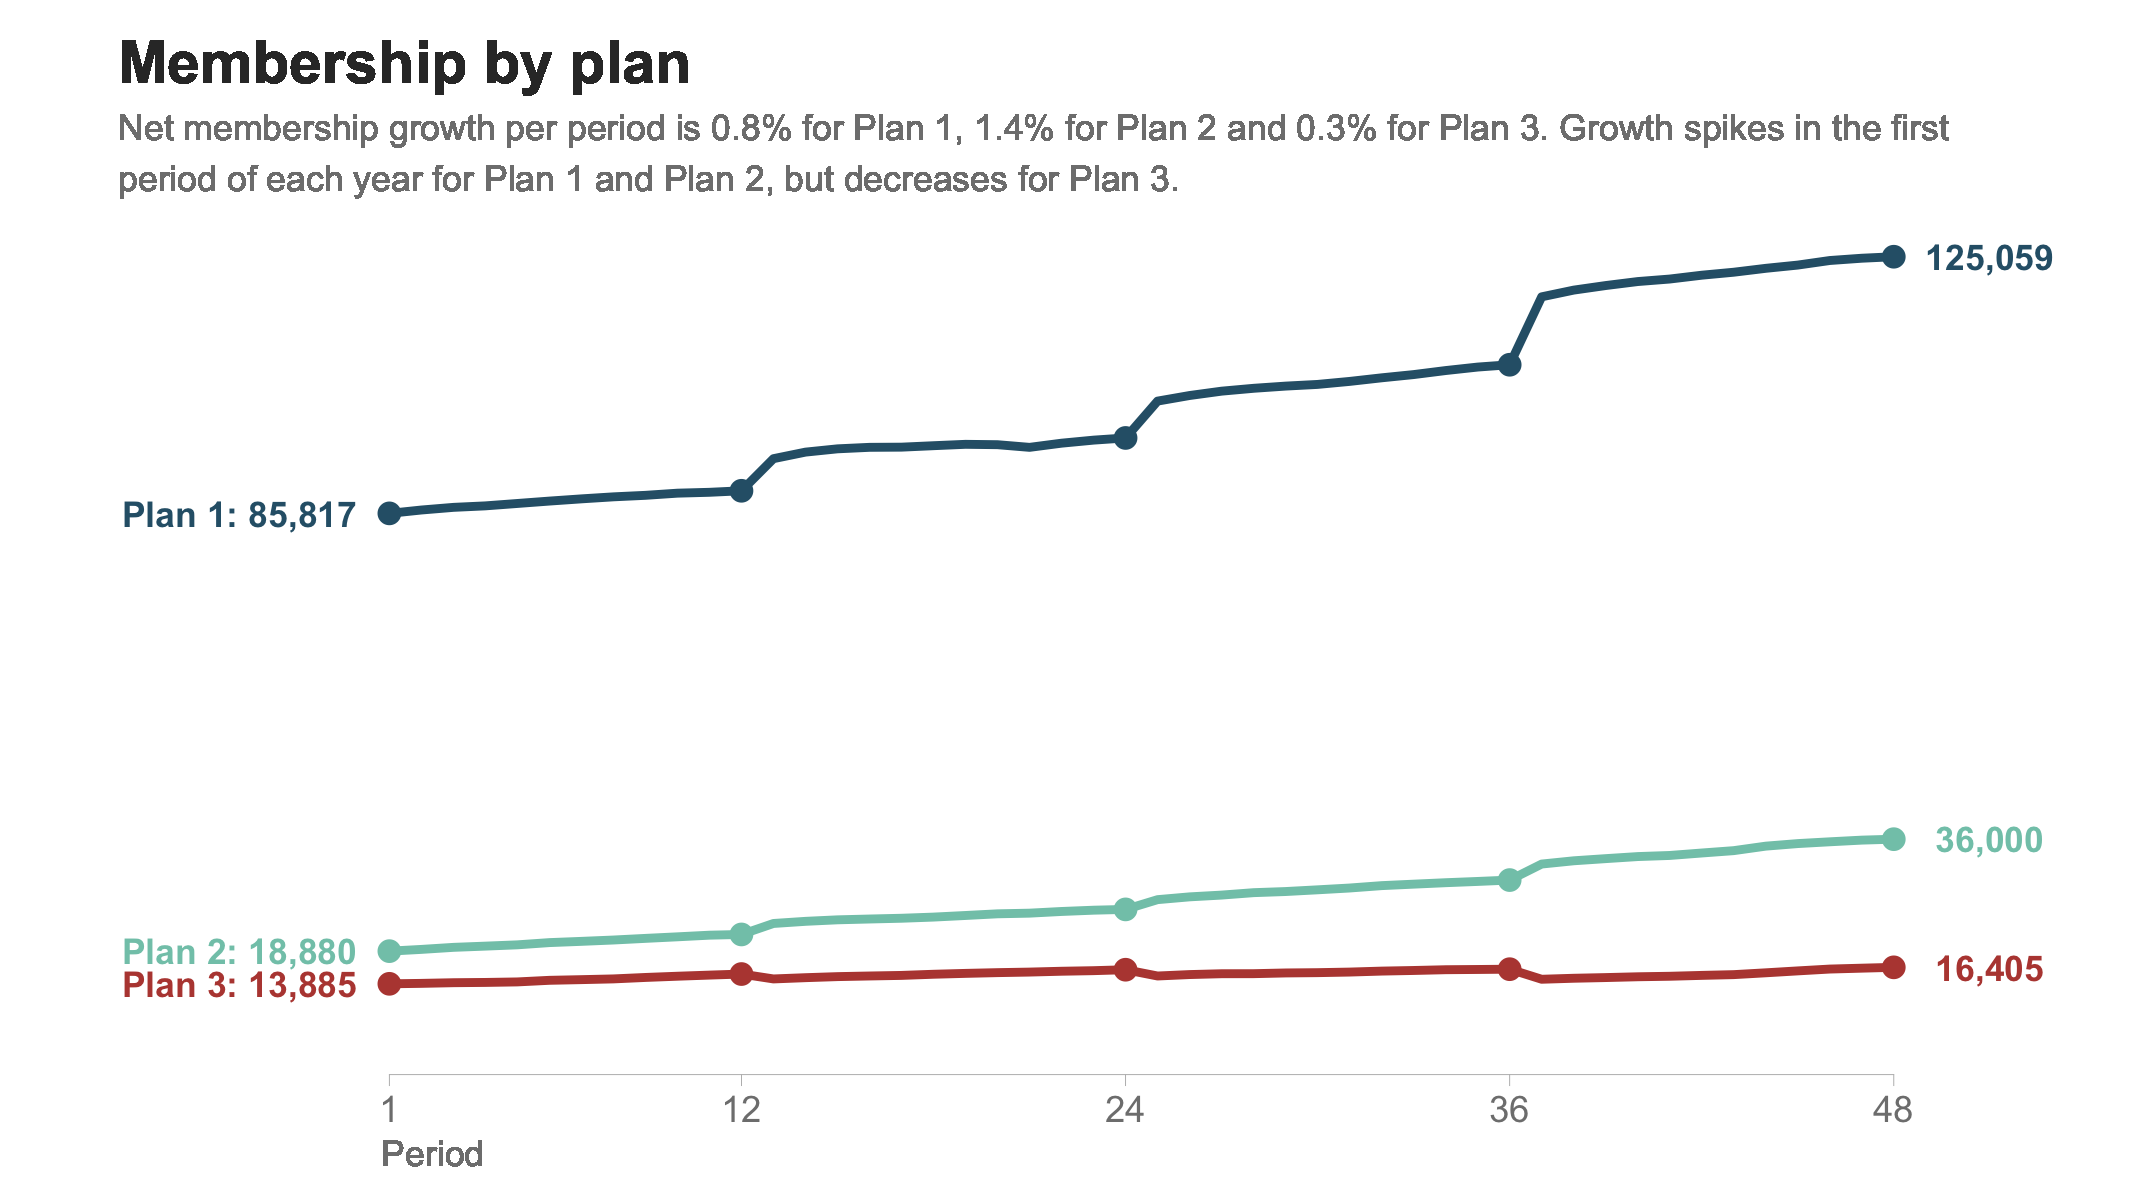 Membership by plan
Net membership growth per period is 0.8% for Plan 1, 1.4% for Plan 2 and 0.3% for Plan 3. Growth spikes in the first
period of each year for Plan 1 and Plan 2, but decreases for Plan 3.
125,059
Plan 1: 85,817
36,000
Plan 2: 18,880
16,405
Plan 3: 13,885
1 12 24 36 48
Period